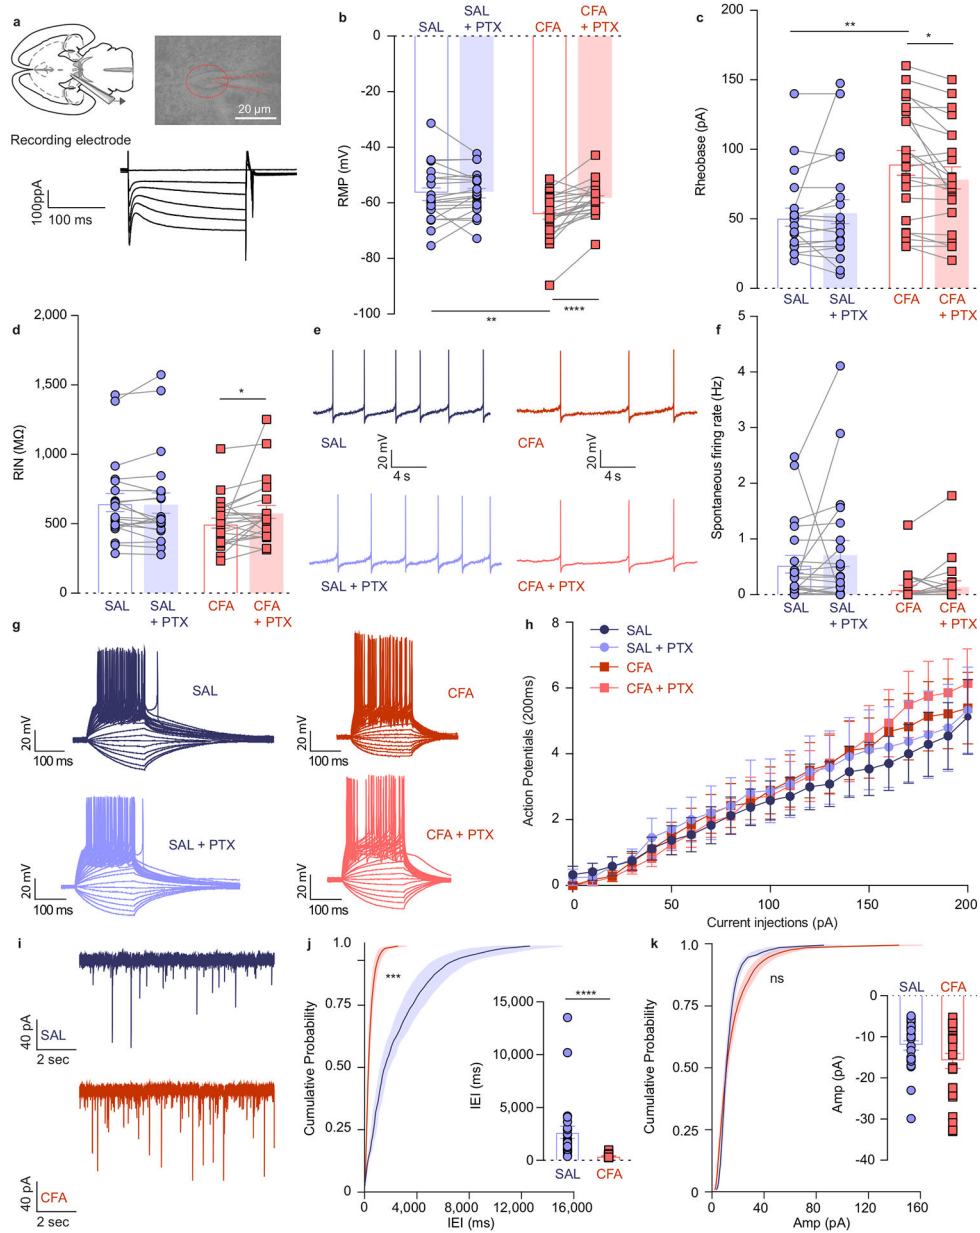 a
20 µm
Recording electrode
100ppA
100 ms
b
SAL
SAL
+ PTX
CFA
CFA
+ PTX
0
-20
-40
-60
-80
-100
RMP (mV)
**
****
c
**
*
200
150
100
50
0
Rheobase (pA)
SAL
SAL
+ PTX
CFA
CFA
+ PTX
d
2,000
1,500
1,000
500
0
RIN (MΩ)
*
SAL
SAL
+ PTX
CFA
CFA
+ PTX
e
SAL
20 mV
4 s
CFA
20 mV
4 s
SAL + PTX
CFA + PTX
f
5
4
3
2
1
0
Spontaneous firing rate (Hz)
SAL
SAL
+ PTX
CFA
CFA
+ PTX
g
SAL
20 mV
100 ms
CFA
20 mV
100 ms
SAL + PTX
20 mV
100 ms
CFA + PTX
20 mV
100 ms
h
SAL
SAL + PTX
CFA
CFA + PTX
8
6
4
2
0
Action Potentials (200ms)
0
50
100
150
200
Current injections (pA)
i
40 pA
SAL
2 sec
40 pA
CFA
2 sec
j
1.0
0.75
0.50
0.25
0
Cumulative Probability
***
0
4,000
8,000
12,000
16,000
IEI (ms)
****
15,000
10,000
5,000
0
IEI (ms)
SAL
CFA
k
1.0
0.75
0.50
0.25
0
Cumulative Probability
ns
0
40
80
120
160
Amp (pA)
SAL
CFA
0
-10
-20
-30
-40
Amp (pA)